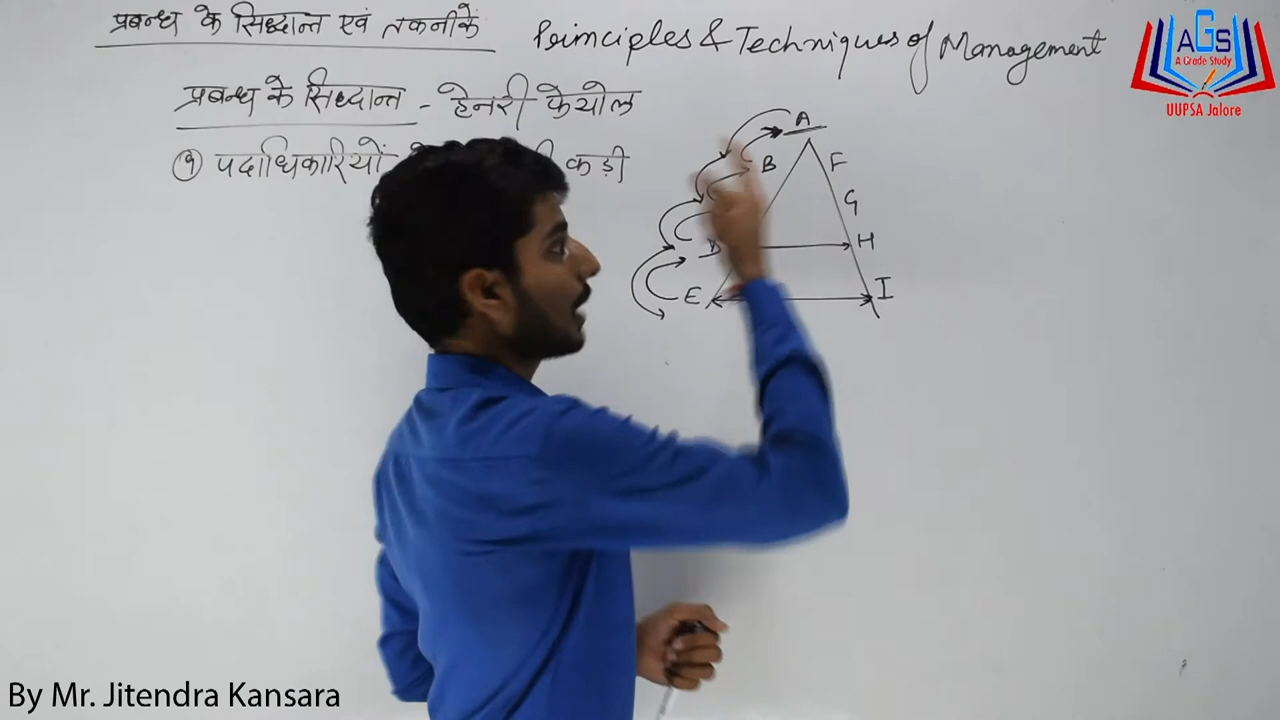 प्रबन्ध के सिद्धान्त एवं तकनीकें Principles & Techniques of Management
प्रबन्ध के सिद्धान्त - हेनरी फेयोल
९ पदाधिकारियों कड़ी
A
B F
G
D H
E I
AGS
A Grade Study
UUPSA Jalore
By Mr. Jitendra Kansara